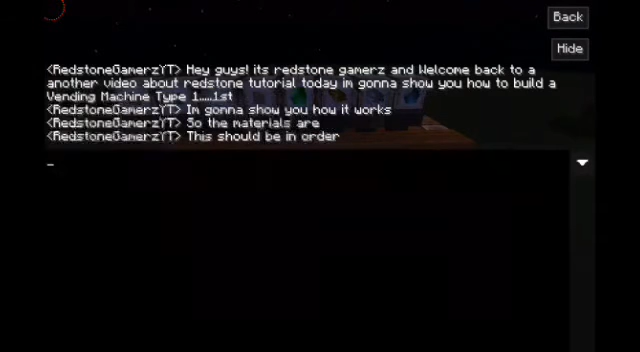 Back
Hide
<RedstoneGamerzYT> Hey guys! its redstone gamerz and Welcome back to a
another video about redstone tutorial today im gonna show you how to build a
Vending Machine Type 1.....1st
<RedstoneGamerzYT> Im gonna show you how it works
<RedstoneGamerzYT> So the materials are
<RedstoneGamerzYT> This should be in order
_